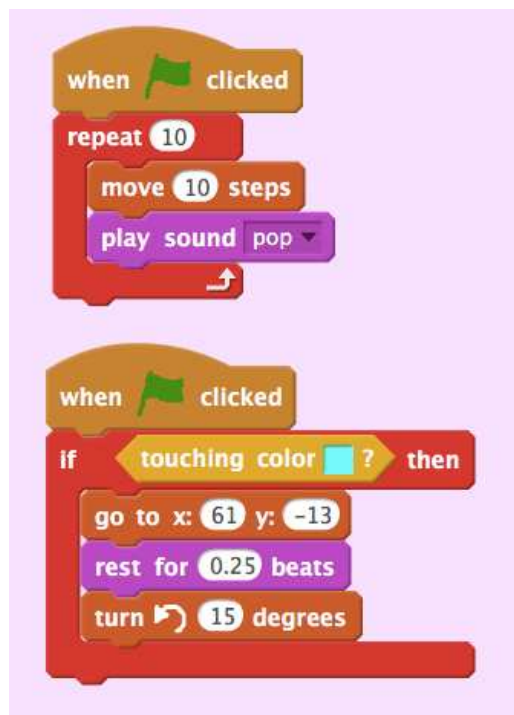 when clicked
repeat 10
move 10 steps
play sound pop
when clicked
if touching color ? then
go to x: 61 y: -13
rest for 0.25 beats
turn 15 degrees